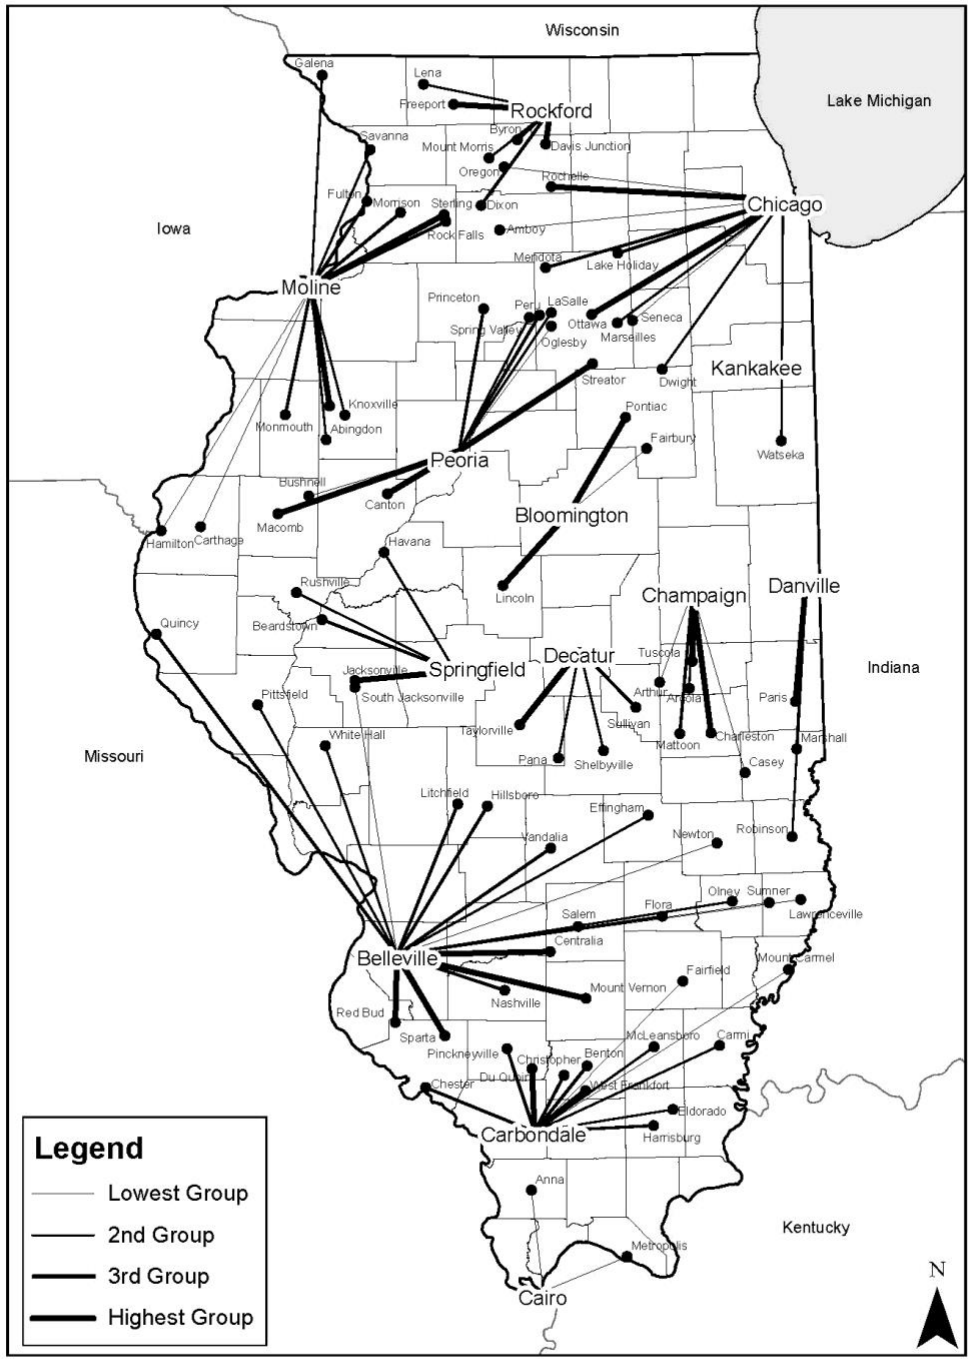 Wisconsin
Galena
Lena
Lake Michigan
Freeport
Rockford
Byron
Savanna
Mount Morris
Davis Junction
Oregon
Rochelle
Fulton
Morrison
Sterling
Dixon
Chicago
Iowa
Rock Falls
Amboy
Mendota
Lake Holiday
Moline
Princeton
Peru
LaSalle
Spring Valley
Ottawa
Seneca
Oglesby
Marseilles
Kankakee
Streator
Dwight
Knoxville
Pontiac
Monmouth
Abingdon
Fairbury
Watseka
Peoria
Bushnell
Canton
Macomb
Bloomington
Hamilton
Carthage
Havana
Rushville
Lincoln
Champaign
Danville
Quincy
Beardstown
Tuscola
Decatur
Springfield
Indiana
Jacksonville
South Jacksonville
Arthur
Arcola
Paris
Pittsfield
Sullivan
Taylorville
White Hall
Mattoon
Charleston
Marshall
Missouri
Pana
Shelbyville
Casey
Litchfield
Hillsboro
Effingham
Vandalia
Newton
Robinson
Olney
Sumner
Flora
Salem
Lawrenceville
Centralia
Belleville
Mount Carmel
Fairfield
Mount Vernon
Nashville
Red Bud
Sparta
McLeansboro
Carmi
Pinckneyville
Christopher
Benton
Du Quoin
Chester
West Frankfort
Eldorado
Carbondale
Harrisburg
Legend
Anna
Lowest Group
Kentucky
2nd Group
Metropolis
3rd Group
N
Cairo
Highest Group